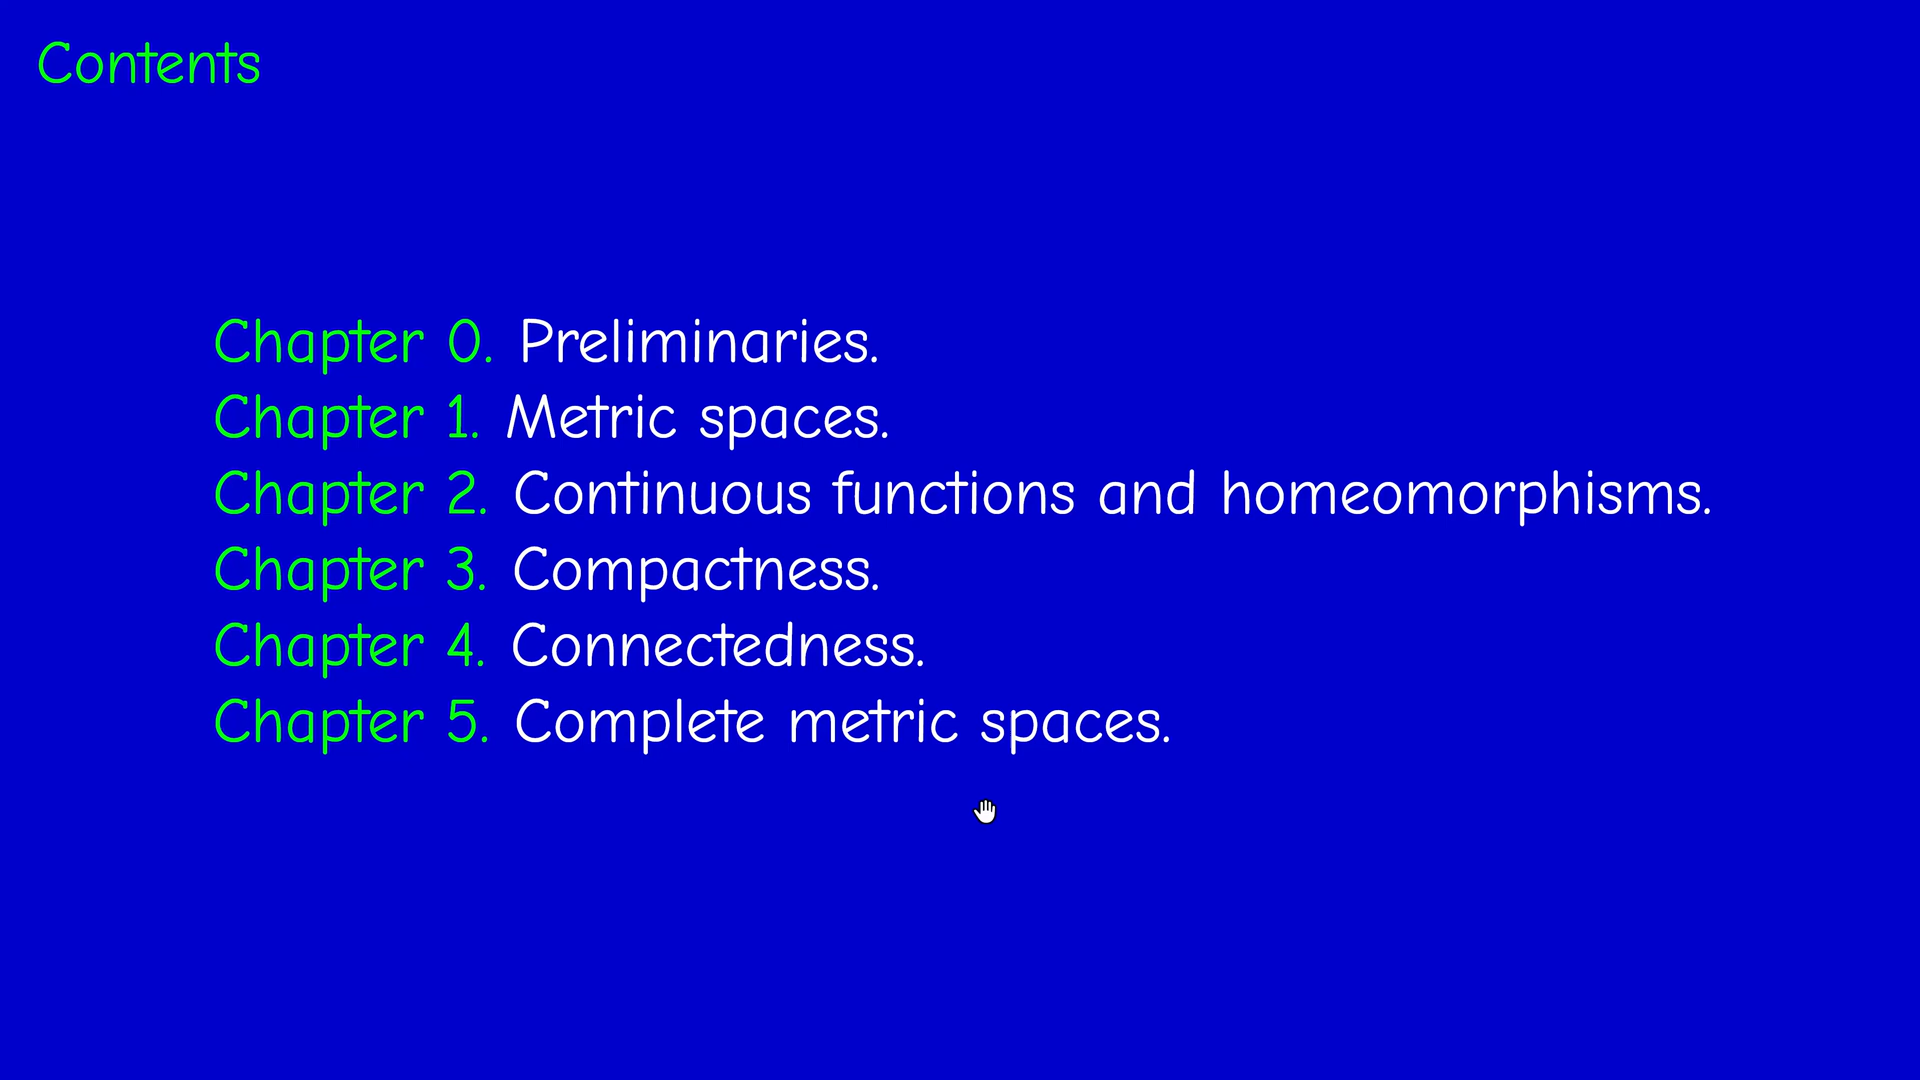 Contents
Chapter 0. Preliminaries.
Chapter 1. Metric spaces.
Chapter 2. Continuous functions and homeomorphisms.
Chapter 3. Compactness.
Chapter 4. Connectedness.
Chapter 5. Complete metric spaces.